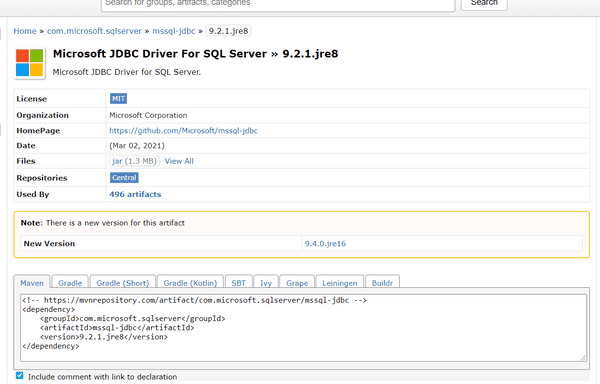 Search for groups, artifacts, categories
Search
Home » com.microsoft.sqlserver » mssql-jdbc » 9.2.1.jre8
Microsoft JDBC Driver For SQL Server » 9.2.1.jre8
Microsoft JDBC Driver for SQL Server.
License MIT
Organization Microsoft Corporation
HomePage https://github.com/Microsoft/mssql-jdbc
Date (Mar 02, 2021)
Files jar (1.3 MB) View All
Repositories Central
Used By 496 artifacts
Note: There is a new version for this artifact
New Version 9.4.0.jre16
Maven Gradle Gradle (Short) Gradle (Kotlin) SBT Ivy Grape Leiningen Buildr
<!-- https://mvnrepository.com/artifact/com.microsoft.sqlserver/mssql-jdbc -->
<dependency>
    <groupId>com.microsoft.sqlserver</groupId>
    <artifactId>mssql-jdbc</artifactId>
    <version>9.2.1.jre8</version>
</dependency>
Include comment with link to declaration